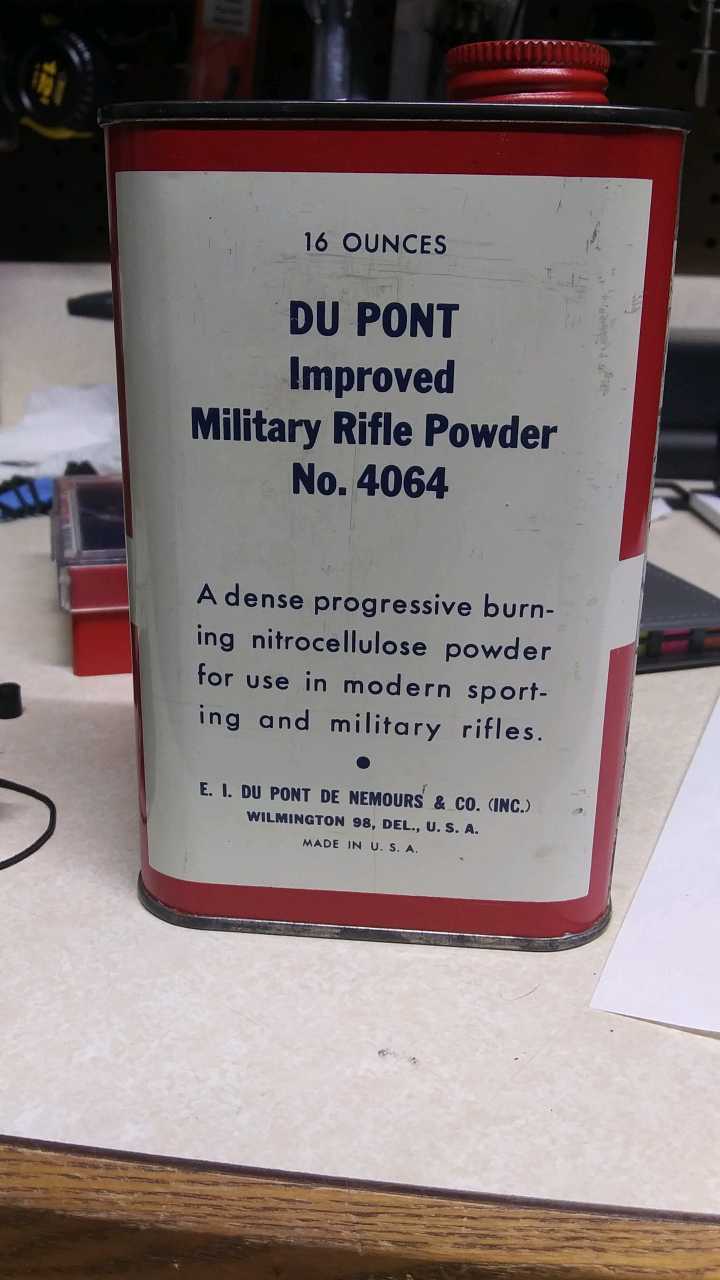 16 OUNCES
DU PONT
Improved
Military Rifle Powder
No. 4064
A dense progressive burn-
ing nitrocellulose powder
for use in modern sport-
ing and military rifles.
E. I. DU PONT DE NEMOURS & CO. (INC.)
WILMINGTON 98, DEL., U. S. A.
MADE IN U. S. A.